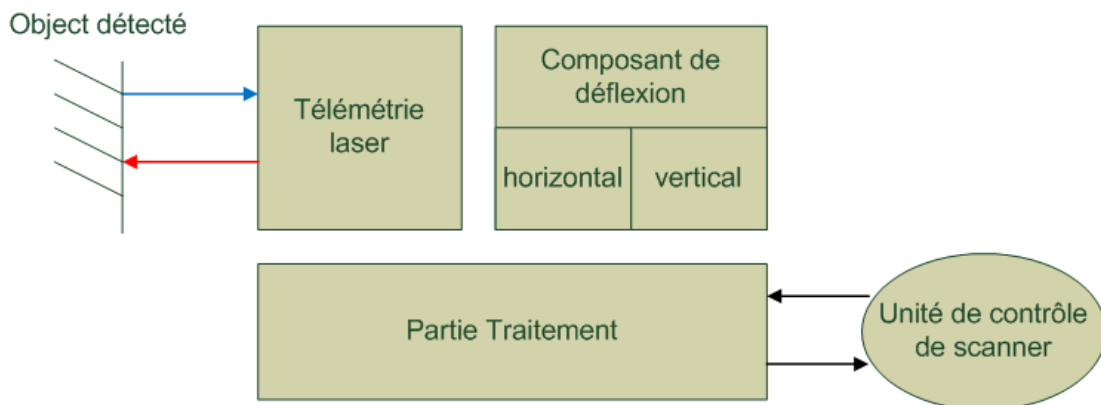 Object détecté
Télémétrie
laser
Composant de
déflexion
horizontal
vertical
Partie Traitement
Unité de contrôle
de scanner